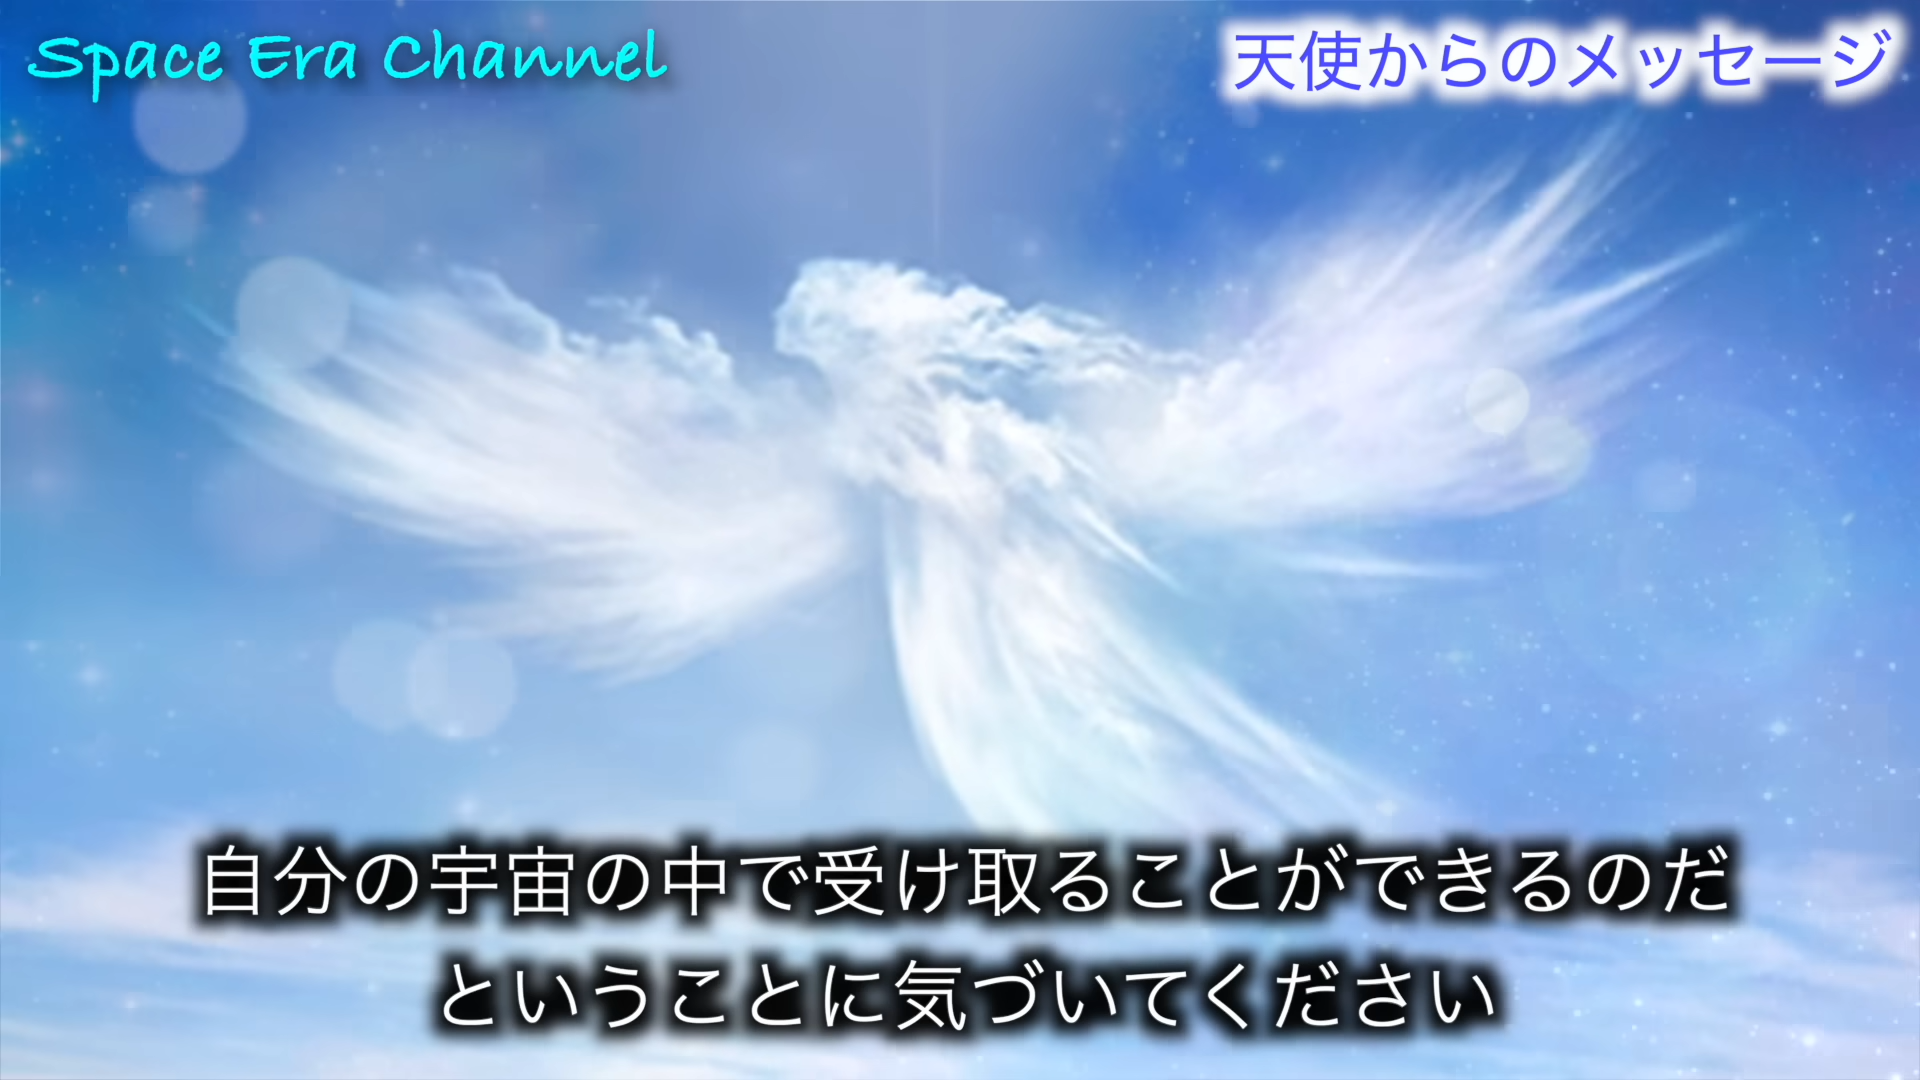 Space Era Channel
天使からのメッセージ
自分の宇宙の中で受け取ることができるのだ
ということに気づいてください